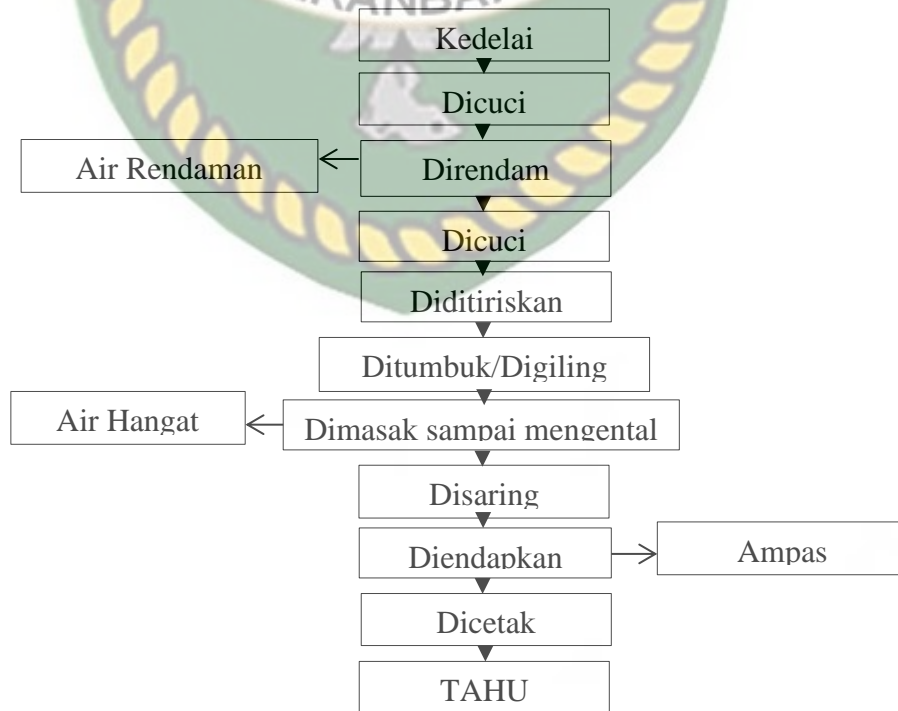 Kedelai
Dicuci
Air Rendaman
Direndam
Dicuci
Diditiriskan
Ditumbuk/Digiling
Air Hangat
Dimasak sampai mengental
Disaring
Diendapkan
Ampas
Dicetak
TAHU